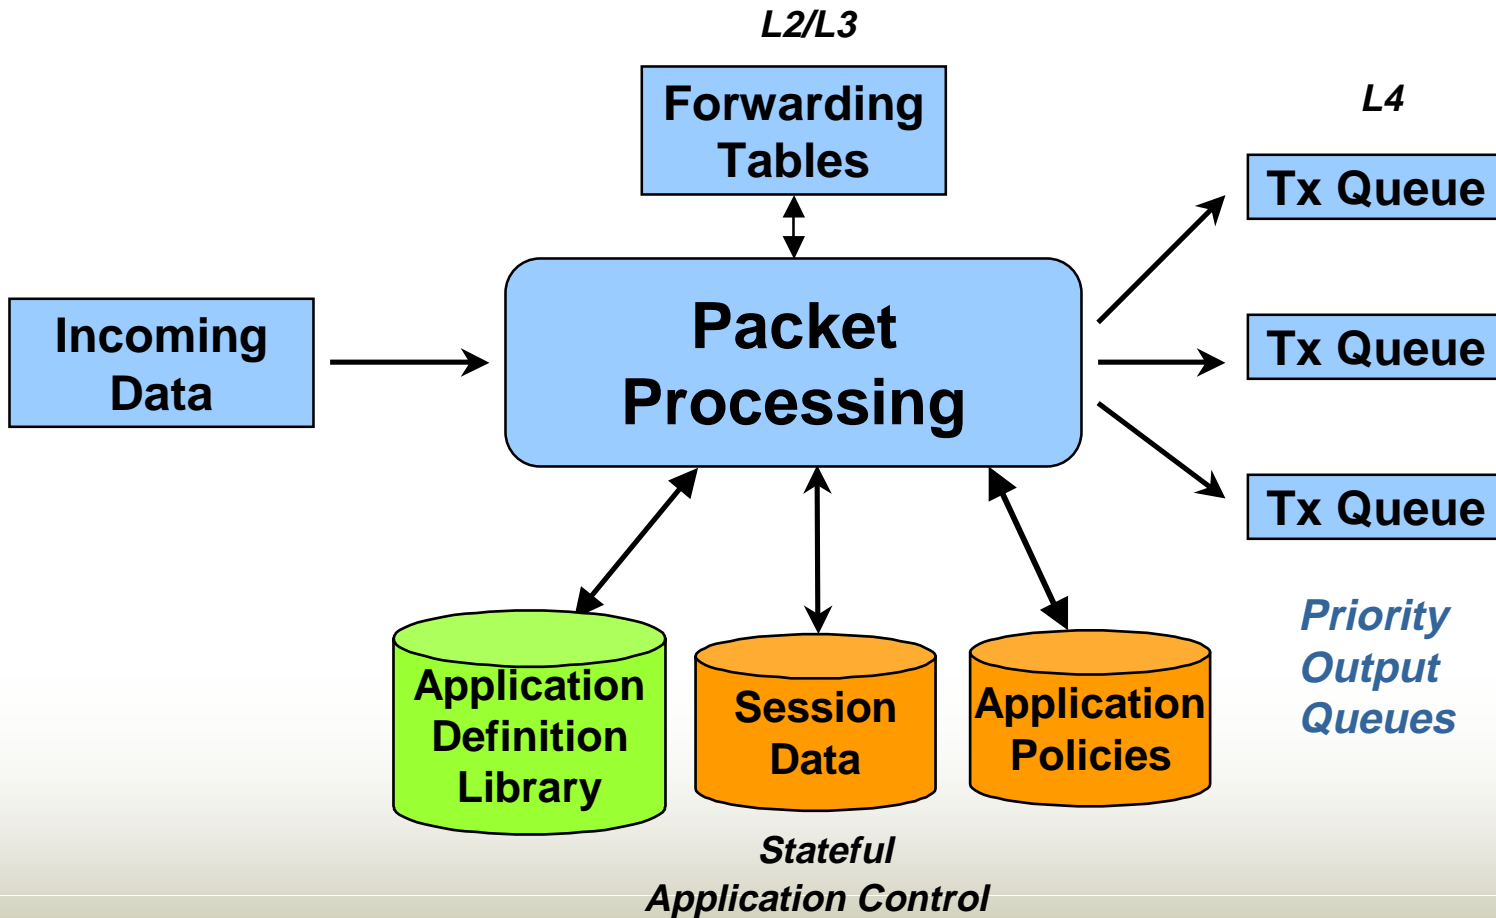 L2/L3
Forwarding
Tables
L4
Tx Queue
Incoming
Data
Packet
Processing
Tx Queue
Tx Queue
Application
Definition
Library
Session
Data
Application
Policies
Priority
Output
Queues
Stateful
Application Control